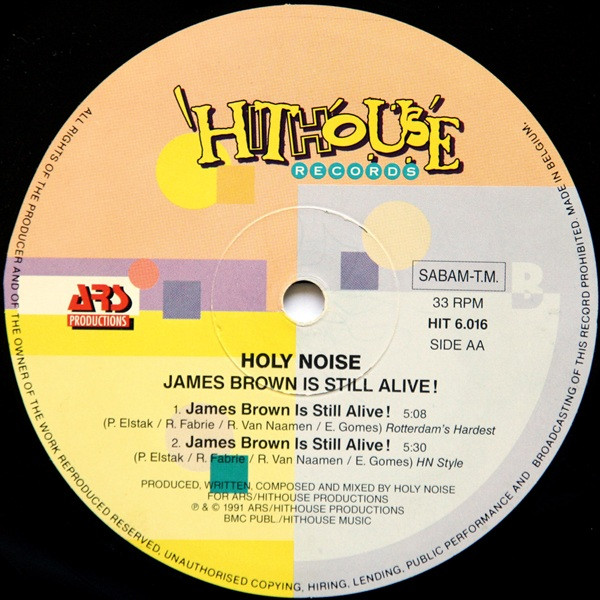 HITHOUSE
RECORDS
ALL RIGHTS OF THE PRODUCER AND OF THE OWNER OF THE WORK REPRODUCED RESERVED, UNAUTHORISED COPYING, HIRING, LENDING, PUBLIC PERFORMANCE AND BROADCASTING OF THIS RECORD PROHIBITED. MADE IN BELGIUM.
ARS
PRODUCTIONS
SABAM-T.M.
B
33 RPM
HIT 6.016
SIDE AA
HOLY NOISE
JAMES BROWN IS STILL ALIVE!
1. James Brown Is Still Alive! 5:08
(P. Elstak / R. Fabrie / R. Van Naamen / E. Gomes) Rotterdam's Hardest
2. James Brown Is Still Alive! 5:30
(P. Elstak / R. Fabrie / R. Van Naamen / E. Gomes) HN Style
PRODUCED, WRITTEN, COMPOSED AND MIXED BY HOLY NOISE
FOR ARS/HITHOUSE PRODUCTIONS
℗ & © 1991 ARS/HITHOUSE PRODUCTIONS
BMC PUBL./HITHOUSE MUSIC